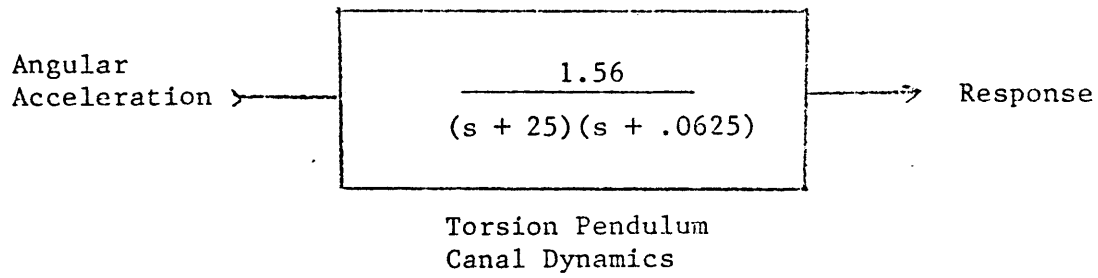 Angular
Acceleration
1.56
(s + 25)(s + .0625)
Response
Torsion Pendulum
Canal Dynamics